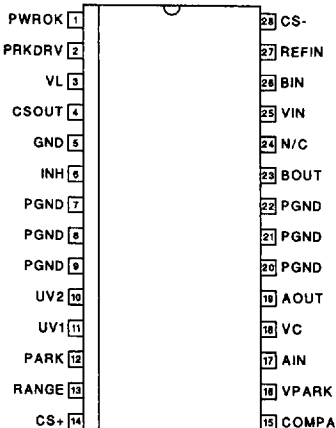 PWROK 1 28 CS-
PRKDRV 2 27 REFIN
VL 3 26 BIN
CSOUT 4 25 VIN
GND 5 24 N/C
INH 6 23 BOUT
PGND 7 22 PGND
PGND 8 21 PGND
PGND 9 20 PGND
UV2 10 19 AOUT
UV1 11 18 VC
PARK 12 17 AIN
RANGE 13 16 VPARK
CS+ 14 15 COMPA